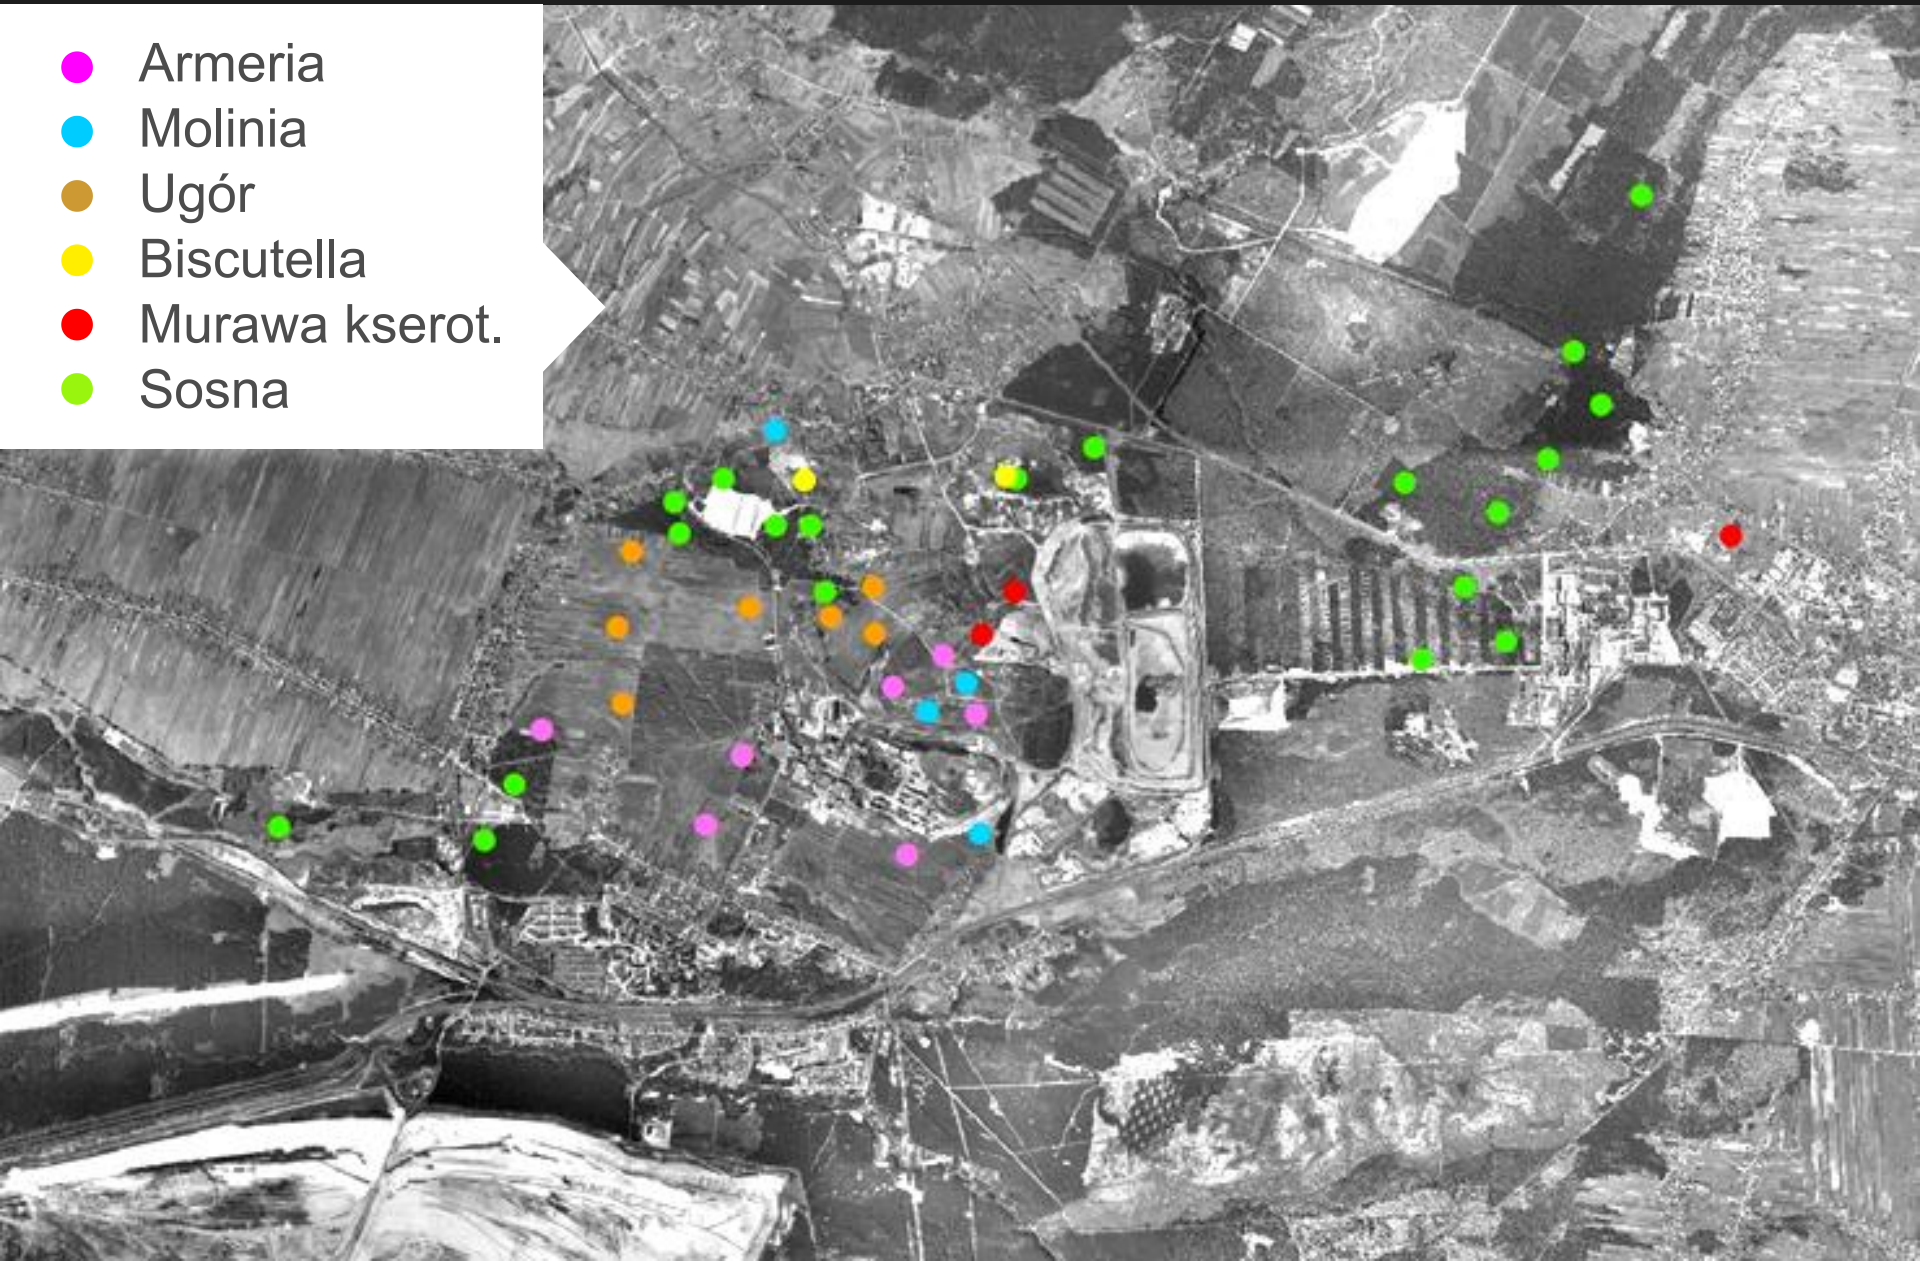 Armeria
Molinia
Ugór
Biscutella
Murawa kserot.
Sosna